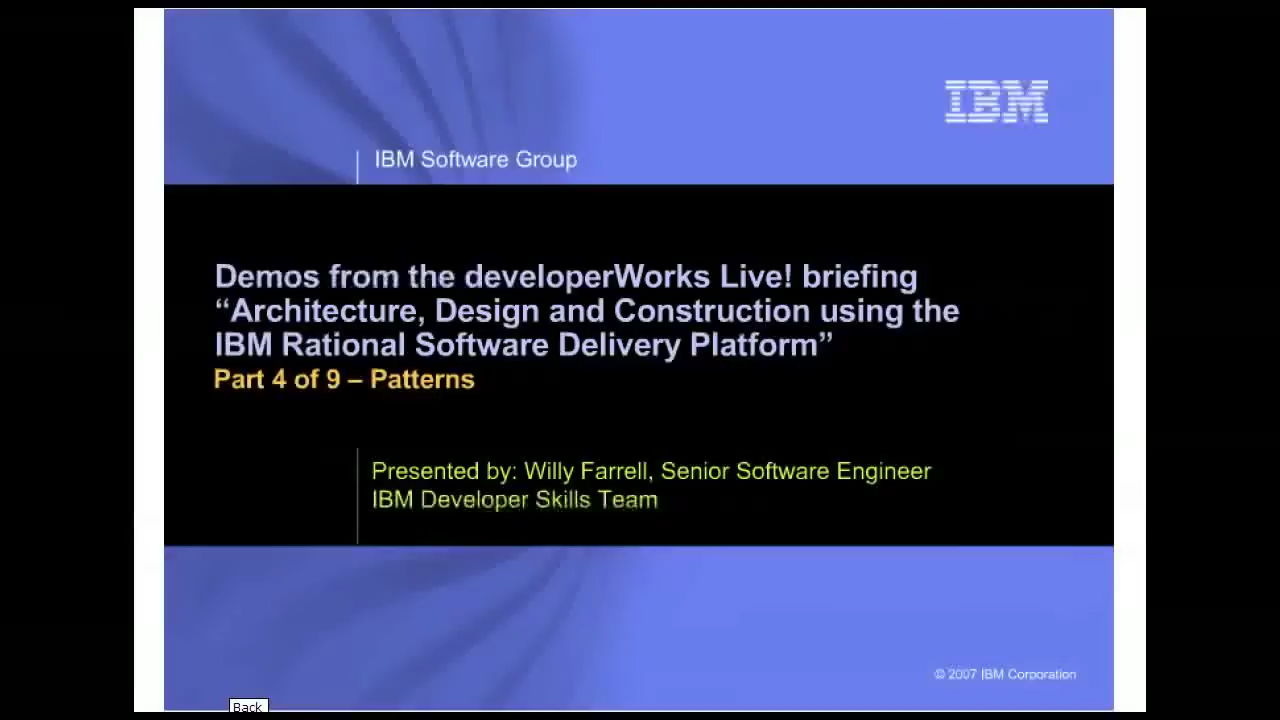 IBM
IBM Software Group
Demos from the developerWorks Live! briefing
“Architecture, Design and Construction using the
IBM Rational Software Delivery Platform”
Part 4 of 9 – Patterns
Presented by: Willy Farrell, Senior Software Engineer
IBM Developer Skills Team
© 2007 IBM Corporation
Back